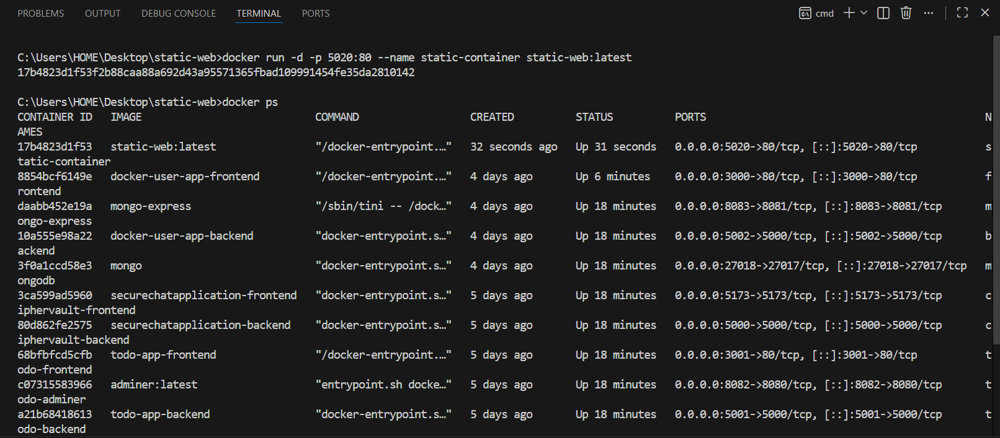 PROBLEMS OUTPUT DEBUG CONSOLE TERMINAL PORTS cmd
C:\Users\HOME\Desktop\static-web>docker run -d -p 5020:80 --name static-container static-web:latest
17b4823d1f53f2b88caa88a692d43a95571365fbad109991454fe35da2810142
C:\Users\HOME\Desktop\static-web>docker ps
CONTAINER ID   IMAGE                            COMMAND                  CREATED          STATUS          PORTS                                             N
AMES
17b4823d1f53   static-web:latest                "/docker-entrypoint.…"   32 seconds ago   Up 31 seconds   0.0.0.0:5020->80/tcp, [::]:5020->80/tcp           s
tatic-container
8854bcf6149e   docker-user-app-frontend         "/docker-entrypoint.…"   4 days ago       Up 6 minutes    0.0.0.0:3000->80/tcp, [::]:3000->80/tcp           f
rontend
daabb452e19a   mongo-express                    "/sbin/tini -- /dock…"   4 days ago       Up 18 minutes   0.0.0.0:8083->8081/tcp, [::]:8083->8081/tcp       m
ongo-express
10a555e98a22   docker-user-app-backend          "docker-entrypoint.s…"   4 days ago       Up 18 minutes   0.0.0.0:5002->5000/tcp, [::]:5002->5000/tcp       b
ackend
3f0a1ccd58e3   mongo                            "docker-entrypoint.s…"   4 days ago       Up 18 minutes   0.0.0.0:27018->27017/tcp, [::]:27018->27017/tcp   m
ongodb
3ca599ad5960   securechatapplication-frontend   "docker-entrypoint.s…"   5 days ago       Up 18 minutes   0.0.0.0:5173->5173/tcp, [::]:5173->5173/tcp       c
iphervault-frontend
80d862fe2575   securechatapplication-backend    "docker-entrypoint.s…"   5 days ago       Up 18 minutes   0.0.0.0:5000->5000/tcp, [::]:5000->5000/tcp       c
iphervault-backend
68bfbfcd5cfb   todo-app-frontend                "/docker-entrypoint.…"   5 days ago       Up 18 minutes   0.0.0.0:3001->80/tcp, [::]:3001->80/tcp           t
odo-frontend
c07315583966   adminer:latest                   "entrypoint.sh docke…"   5 days ago       Up 18 minutes   0.0.0.0:8082->8080/tcp, [::]:8082->8080/tcp       t
odo-adminer
a21b68418613   todo-app-backend                 "docker-entrypoint.s…"   5 days ago       Up 18 minutes   0.0.0.0:5001->5000/tcp, [::]:5001->5000/tcp       t
odo-backend